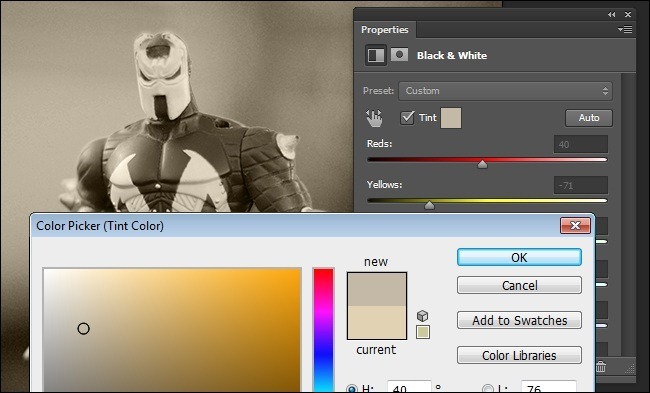 Properties
Black & White
Preset: Custom
Tint Auto
Reds: 40
Yellows: -71
Color Picker (Tint Color)
new
current
OK
Cancel
Add to Swatches
Color Libraries
H: 40 °
L: 76